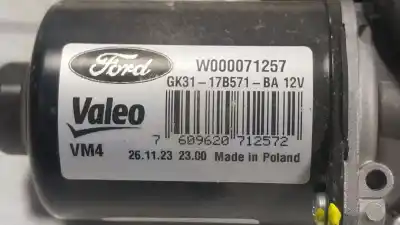 Ford
W000071257
GK31-17B571-BA 12V
Valeo
VM4
7 609620 712572
26.11.23 23.00 Made in Poland